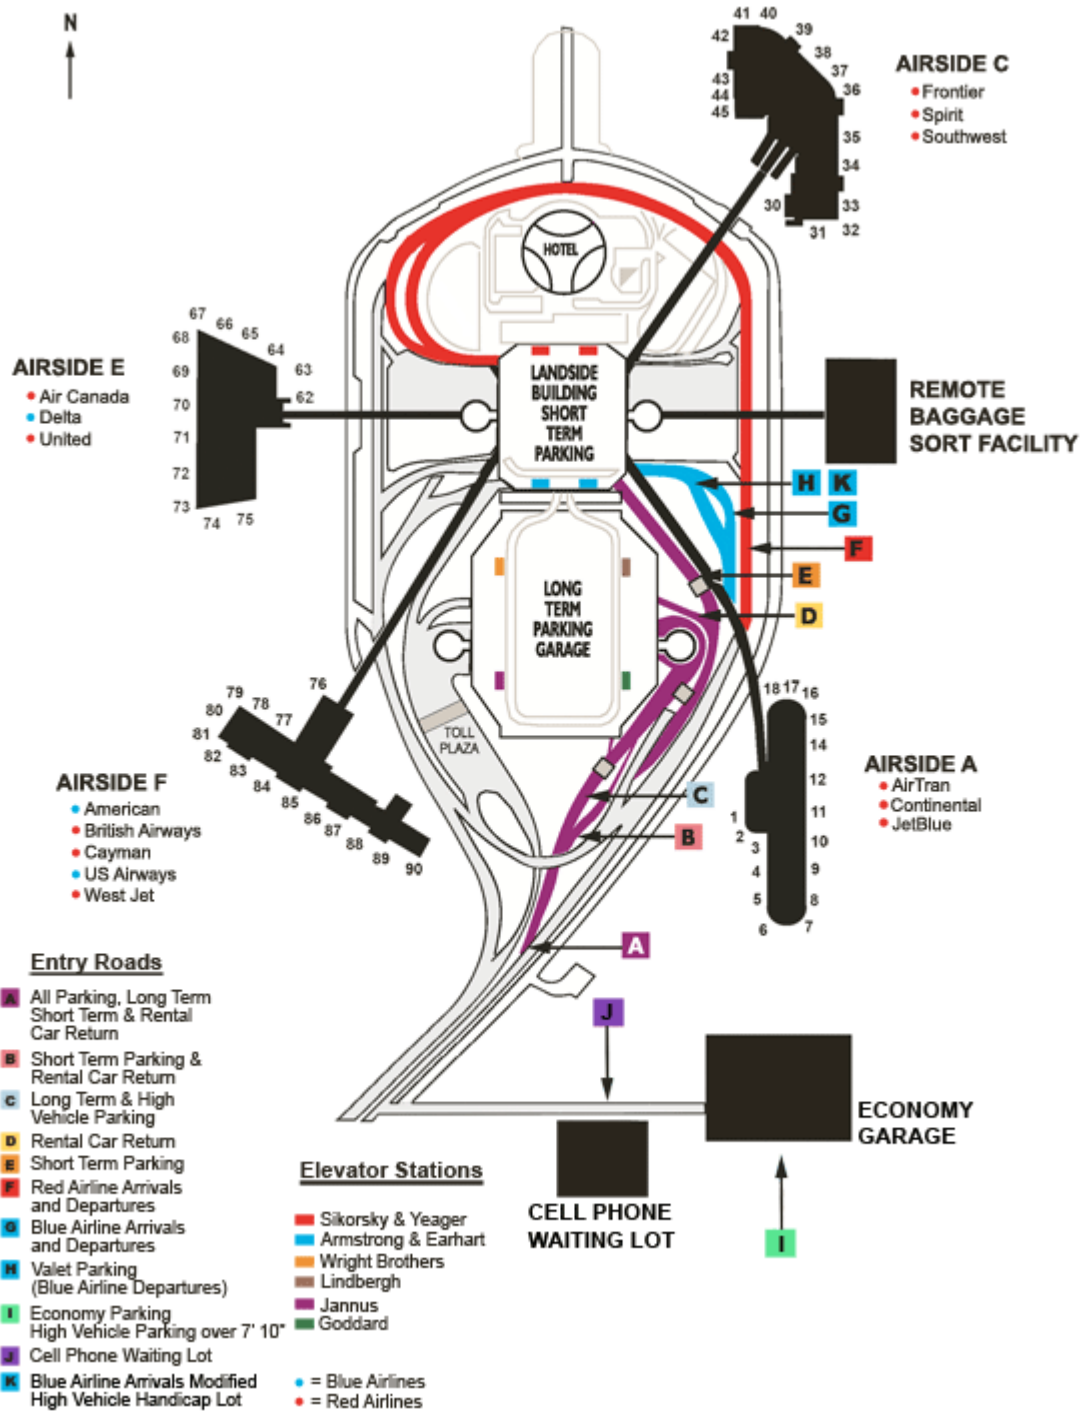 N
41 40
42
39
38
37
43
44
45
36
35
34
30
33
31 32
AIRSIDE C
Frontier
Spirit
Southwest
HOTEL
67
66
68
65
64
69
63
62
70
71
72
73
74 75
AIRSIDE E
Air Canada
Delta
United
LANDSIDE
BUILDING
SHORT
TERM
PARKING
REMOTE
BAGGAGE
SORT FACILITY
H K
G
F
E
D
LONG
TERM
PARKING
GARAGE
TOLL
PLAZA
76
79
78
80
77
81
82
83
84
85
86
87
88
89
90
AIRSIDE F
American
British Airways
Cayman
US Airways
West Jet
18 17 16
15
14
12
1
11
2
10
3
9
4
5
8
6
7
AIRSIDE A
AirTran
Continental
JetBlue
C
B
A
J
ECONOMY
GARAGE
CELL PHONE
WAITING LOT
I
Entry Roads
A All Parking, Long Term
Short Term & Rental
Car Return
B Short Term Parking &
Rental Car Return
C Long Term & High
Vehicle Parking
D Rental Car Return
E Short Term Parking
F Red Airline Arrivals
and Departures
G Blue Airline Arrivals
and Departures
H Valet Parking
(Blue Airline Departures)
I Economy Parking
High Vehicle Parking over 7' 10"
J Cell Phone Waiting Lot
K Blue Airline Arrivals Modified
High Vehicle Handicap Lot
Elevator Stations
Sikorsky & Yeager
Armstrong & Earhart
Wright Brothers
Lindbergh
Jannus
Goddard
= Blue Airlines
= Red Airlines